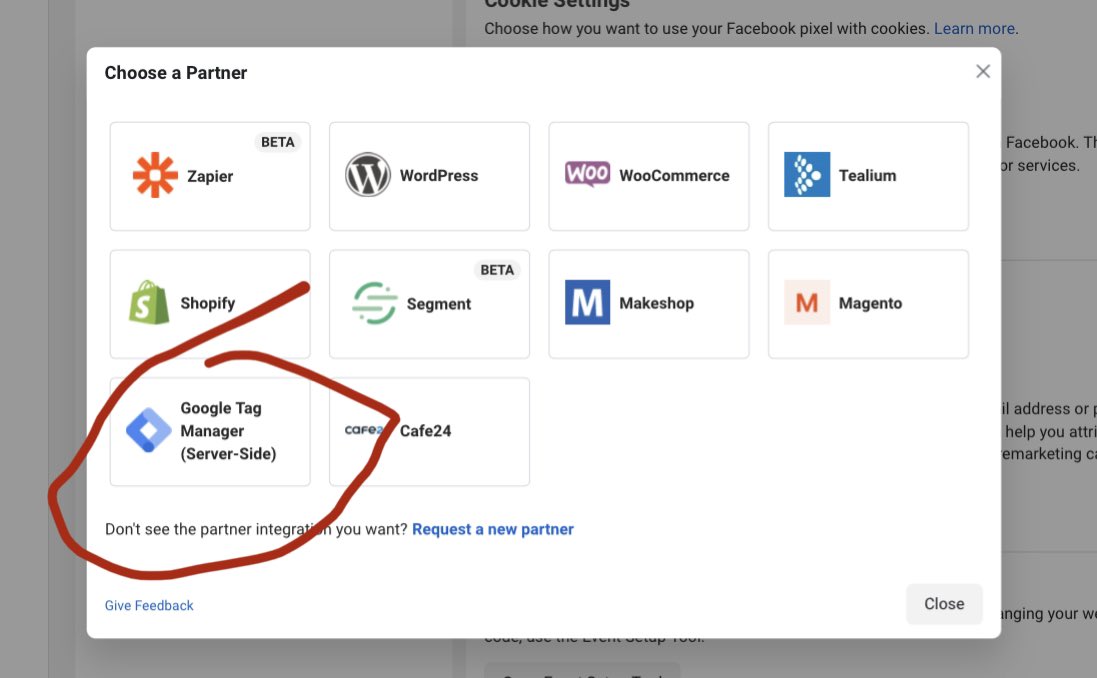 Cookie Settings
Choose how you want to use your Facebook pixel with cookies. Learn more.
Choose a Partner
BETA
Zapier
WordPress
WOO
WooCommerce
Tealium
Facebook. Th
or services.
Shopify
BETA
Segment
M
Makeshop
M
Magento
Google Tag
Manager
(Server-Side)
CAFE2
Cafe24
il address or p
help you attri
emarketing ca
Don't see the partner integration you want? Request a new partner
Give Feedback
Close
anging your we
code, use the Event Setup Tool.